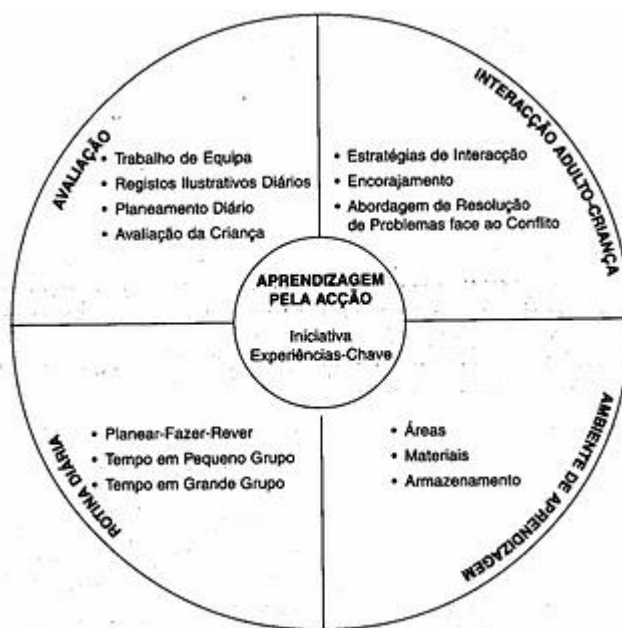 AVALIAÇÃO
• Trabalho de Equipa
• Registos Ilustrativos Diários
• Planeamento Diário
• Avaliação da Criança
INTERACÇÃO ADULTO-CRIANÇA
• Estratégias de Interacção
• Encorajamento
• Abordagem de Resolução
de Problemas face ao Conflito
APRENDIZAGEM
PELA ACÇÃO
Iniciativa
Experiências-Chave
ROTINA DIÁRIA
• Planear-Fazer-Rever
• Tempo em Pequeno Grupo
• Tempo em Grande Grupo
AMBIENTE DE APRENDIZAGEM
• Áreas
• Materiais
• Armazenamento